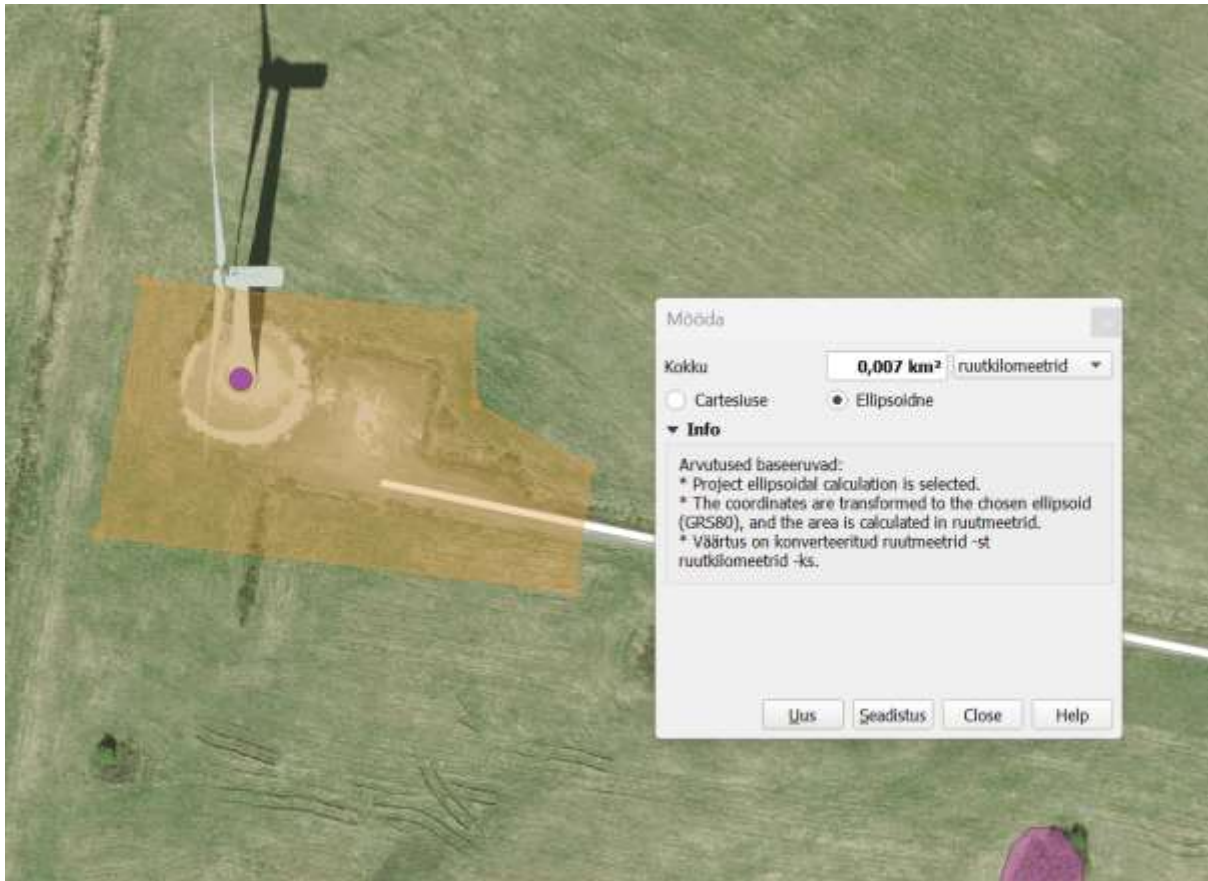 Mööda
Kokku 0,007 km² ruutkilomeetrid
Cartesiuse Ellipsoidne
Info
Arvutused baseeruvad:
* Project ellipsoidal calculation is selected.
* The coordinates are transformed to the chosen ellipsoid
(GRS80), and the area is calculated in ruutmeetrid.
* Väärtus on konverteeritud ruutmeetrid -st
ruutkilomeetrid -ks.
Uus Seadistus Close Help